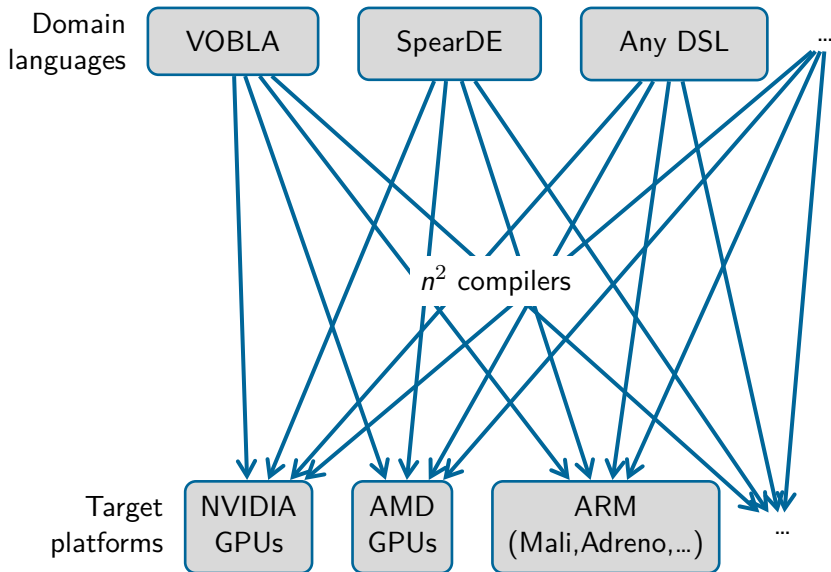 Domain
languages
VOBLA
SpearDE
Any DSL
...
n² compilers
Target
platforms
NVIDIA
GPUs
AMD
GPUs
ARM
(Mali,Adreno,...)
...